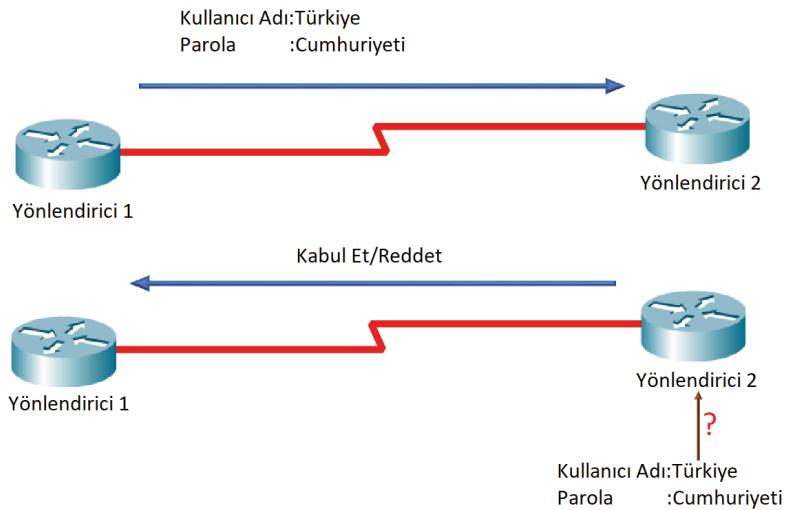 Kullanıcı Adı:Türkiye
Parola :Cumhuriyeti
Yönlendirici 1
Yönlendirici 2
Kabul Et/Reddet
Yönlendirici 1
Yönlendirici 2
?
Kullanıcı Adı:Türkiye
Parola :Cumhuriyeti